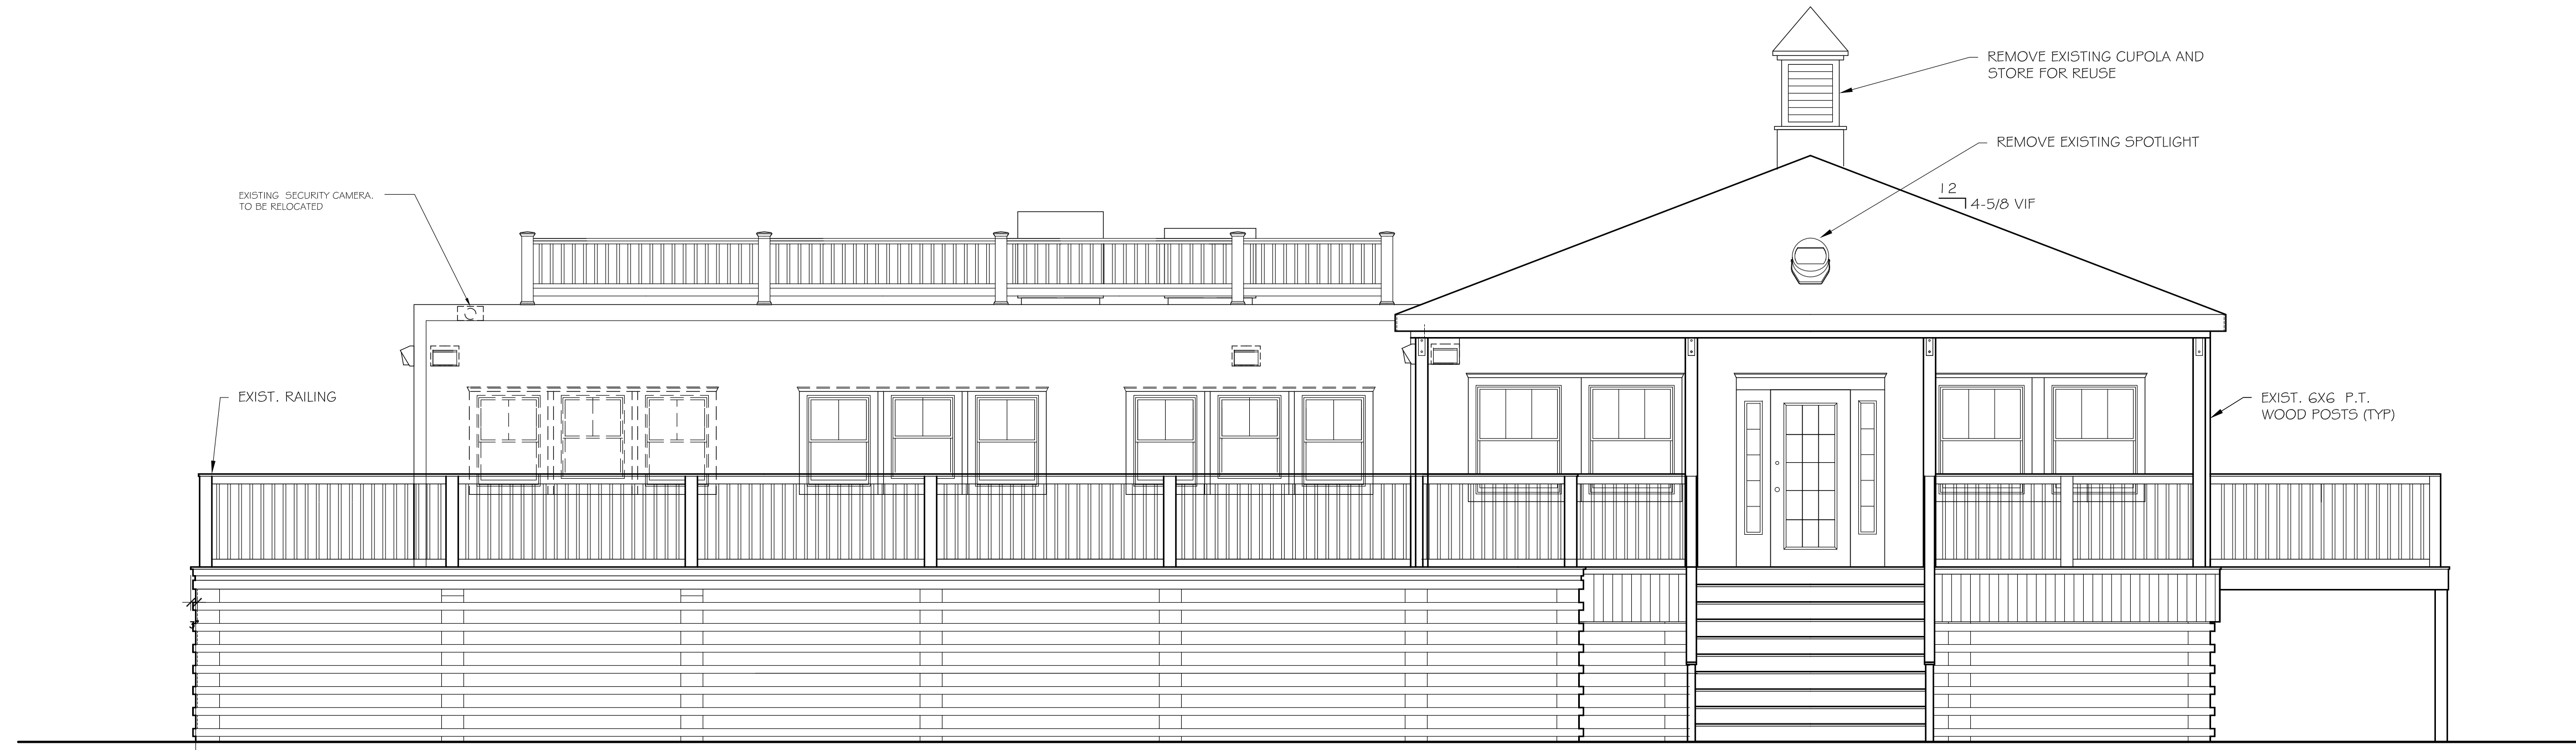 REMOVE EXISTING CUPOLA AND
STORE FOR REUSE
REMOVE EXISTING SPOTLIGHT
EXISTING SECURITY CAMERA.
TO BE RELOCATED
12
4-5/8 VIF
EXIST. RAILING
EXIST. 6X6 P.T.
WOOD POSTS (TYP)